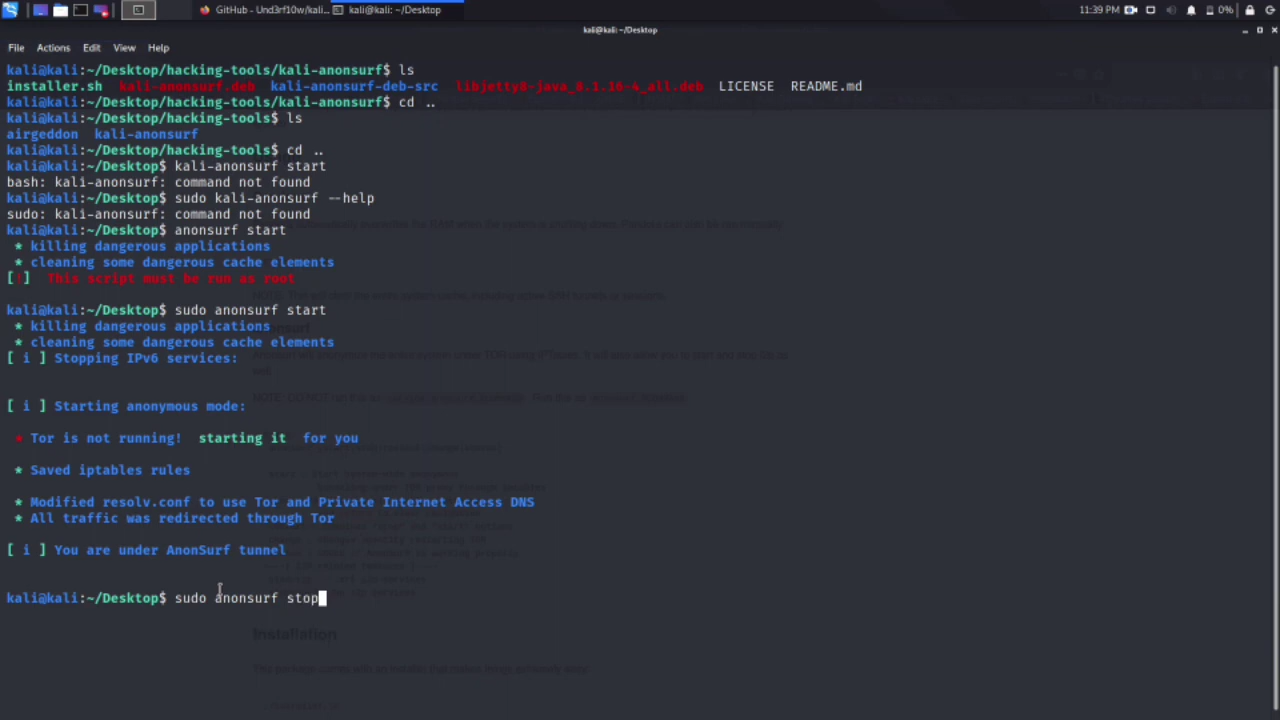 GitHub - Und3rf10w/kali...
kali@kali: ~/Desktop
11:39 PM
0%
kali@kali: ~/Desktop
File Actions Edit View Help
kali@kali:~/Desktop/hacking-tools/kali-anonsurf$ ls
installer.sh kali-anonsurf.deb kali-anonsurf-deb-src libjetty8-java_8.1.16-4_all.deb LICENSE README.md
kali@kali:~/Desktop/hacking-tools/kali-anonsurf$ cd ..
kali@kali:~/Desktop/hacking-tools$ ls
airgeddon kali-anonsurf
kali@kali:~/Desktop/hacking-tools$ cd ..
kali@kali:~/Desktop$ kali-anonsurf start
bash: kali-anonsurf: command not found
kali@kali:~/Desktop$ sudo kali-anonsurf --help
sudo: kali-anonsurf: command not found
kali@kali:~/Desktop$ anonsurf start
* killing dangerous applications
* cleaning some dangerous cache elements
[!] This script must be run as root
kali@kali:~/Desktop$ sudo anonsurf start
* killing dangerous applications
* cleaning some dangerous cache elements
[ i ] Stopping IPv6 services:
[ i ] Starting anonymous mode:
* Tor is not running! starting it for you
* Saved iptables rules
* Modified resolv.conf to use Tor and Private Internet Access DNS
* All traffic was redirected through Tor
[ i ] You are under AnonSurf tunnel
kali@kali:~/Desktop$ sudo anonsurf stop
Installation